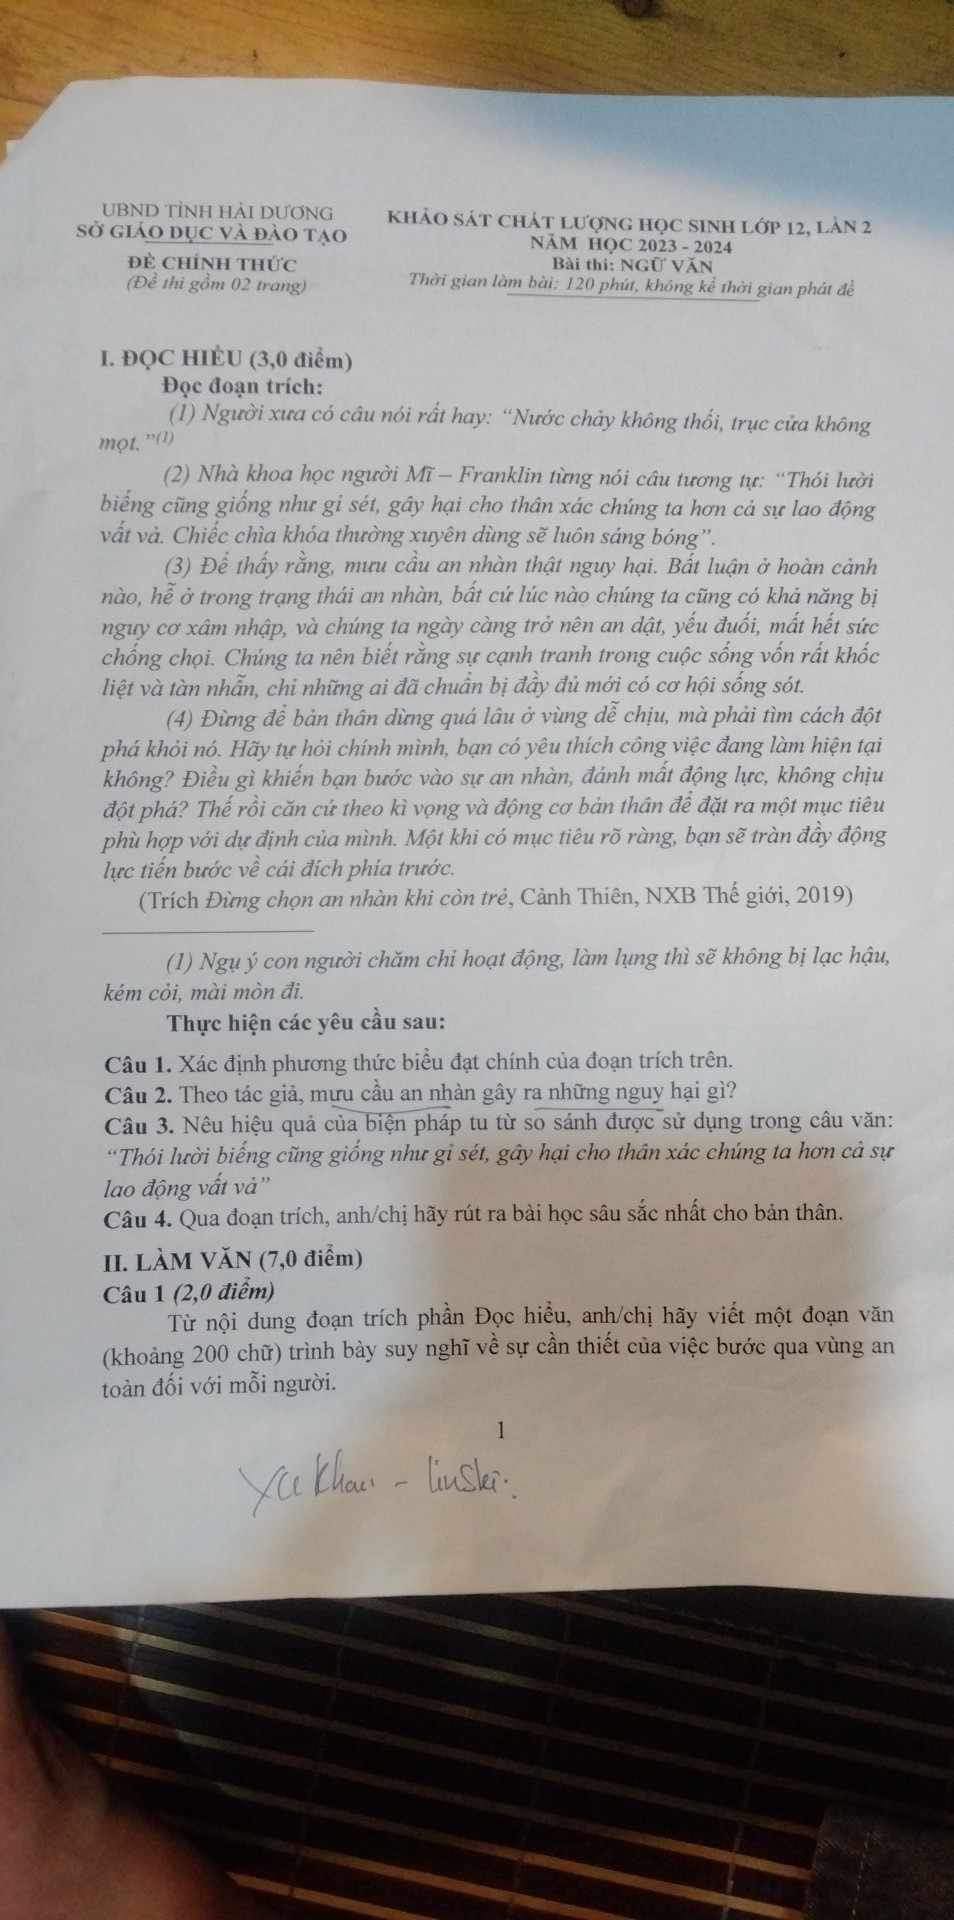 UBND TỈNH HẢI DƯƠNG
SỞ GIÁO DỤC VÀ ĐÀO TẠO
ĐỀ CHÍNH THỨC
(Đề thi gồm 02 trang)
KHẢO SÁT CHẤT LƯỢNG HỌC SINH LỚP 12, LẦN 2
NĂM HỌC 2023 - 2024
Bài thi: NGỮ VĂN
Thời gian làm bài: 120 phút, không kể thời gian phát đề
I. ĐỌC HIỂU (3,0 điểm)
Đọc đoạn trích:
(1) Người xưa có câu nói rất hay: “Nước chảy không thối, trục cửa không
mọt.”(1)
(2) Nhà khoa học người Mĩ – Franklin từng nói câu tương tự: “Thói lười
biếng cũng giống như gỉ sét, gây hại cho thân xác chúng ta hơn cả sự lao động
vất vả. Chiếc chìa khóa thường xuyên dùng sẽ luôn sáng bóng”.
(3) Để thấy rằng, mưu cầu an nhàn thật nguy hại. Bất luận ở hoàn cảnh
nào, hễ ở trong trạng thái an nhàn, bất cứ lúc nào chúng ta cũng có khả năng bị
nguy cơ xâm nhập, và chúng ta ngày càng trở nên an dật, yếu đuối, mất hết sức
chống chọi. Chúng ta nên biết rằng sự cạnh tranh trong cuộc sống vốn rất khốc
liệt và tàn nhẫn, chỉ những ai đã chuẩn bị đầy đủ mới có cơ hội sống sót.
(4) Đừng để bản thân dừng quá lâu ở vùng dễ chịu, mà phải tìm cách đột
phá khỏi nó. Hãy tự hỏi chính mình, bạn có yêu thích công việc đang làm hiện tại
không? Điều gì khiến bạn bước vào sự an nhàn, đánh mất động lực, không chịu
đột phá? Thế rồi căn cứ theo kì vọng và động cơ bản thân để đặt ra một mục tiêu
phù hợp với dự định của mình. Một khi có mục tiêu rõ ràng, bạn sẽ tràn đầy động
lực tiến bước về cái đích phía trước.
(Trích Đừng chọn an nhàn khi còn trẻ, Cảnh Thiên, NXB Thế giới, 2019)
(1) Ngụ ý con người chăm chỉ hoạt động, làm lụng thì sẽ không bị lạc hậu,
kém cỏi, mài mòn đi.
Thực hiện các yêu cầu sau:
Câu 1. Xác định phương thức biểu đạt chính của đoạn trích trên.
Câu 2. Theo tác giả, mưu cầu an nhàn gây ra những nguy hại gì?
Câu 3. Nêu hiệu quả của biện pháp tu từ so sánh được sử dụng trong câu văn:
“Thói lười biếng cũng giống như gỉ sét, gây hại cho thân xác chúng ta hơn cả sự
lao động vất vả”
Câu 4. Qua đoạn trích, anh/chị hãy rút ra bài học sâu sắc nhất cho bản thân.
II. LÀM VĂN (7,0 điểm)
Câu 1 (2,0 điểm)
Từ nội dung đoạn trích phần Đọc hiểu, anh/chị hãy viết một đoạn văn
(khoảng 200 chữ) trình bày suy nghĩ về sự cần thiết của việc bước qua vùng an
toàn đối với mỗi người.
1